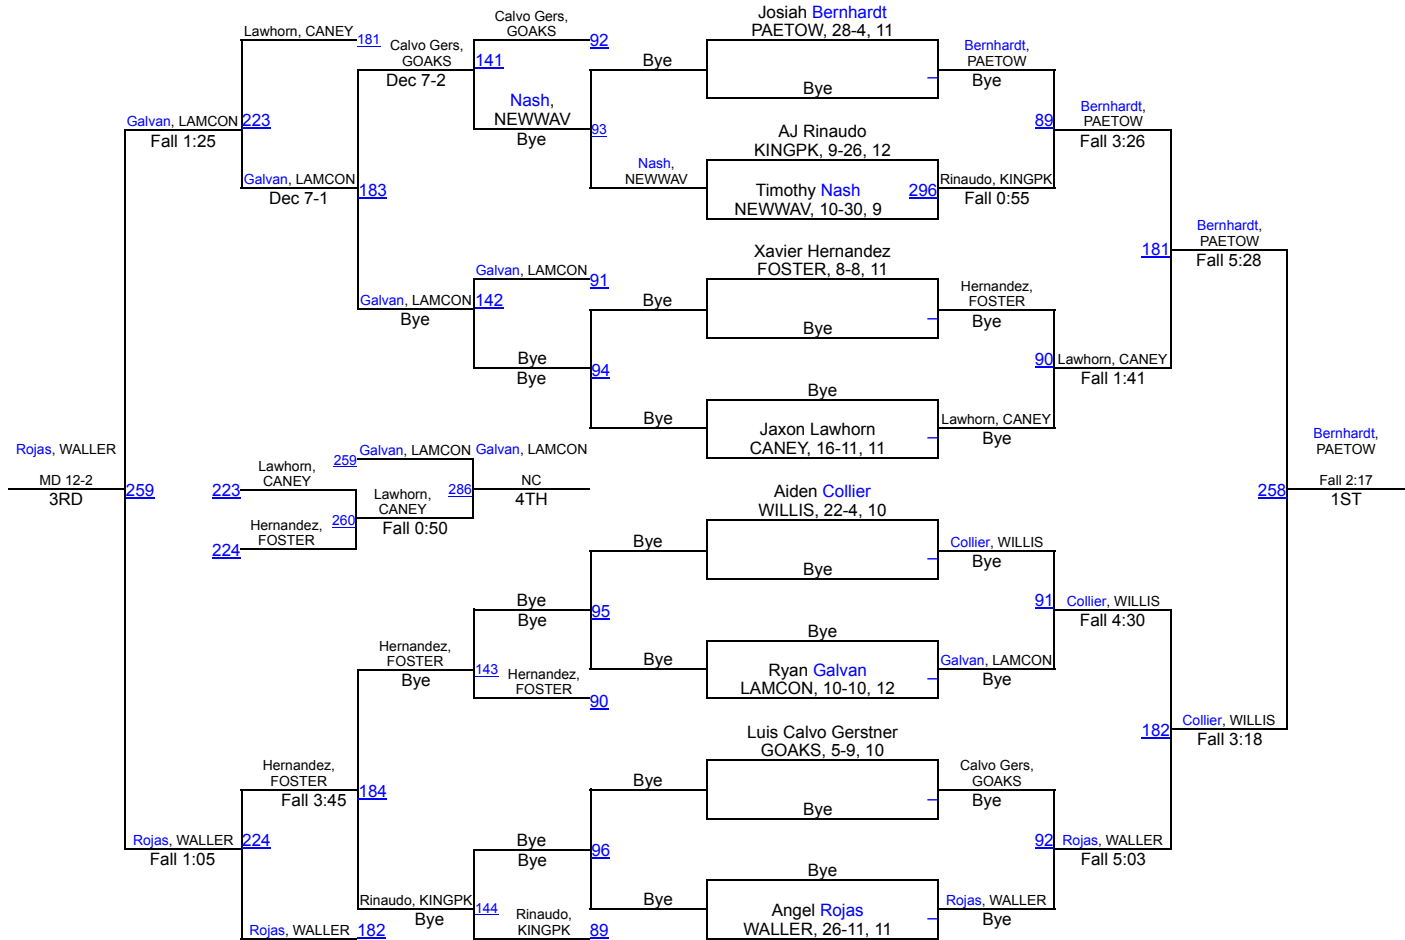 Lawhorn, CANEY
181
Galvan, LAMCON
223
Fall 1:25
Galvan, LAMCON
Dec 7-1
183
Calvo Gers,
GOAKS
141
Dec 7-2
Calvo Gers,
GOAKS
92
Nash,
NEWWAV
93
Bye
Galvan, LAMCON
142
Bye
Galvan, LAMCON
91
Bye
Bye
94
Bye
Nash,
NEWWAV
Bye
Bye
Josiah Bernhardt
PAETOW, 28-4, 11
Bye
Bernhardt,
PAETOW
Bye
AJ Rinaudo
KINGPK, 9-26, 12
Timothy Nash
NEWWAV, 10-30, 9
296
Rinaudo, KINGPK
Fall 0:55
89
Bernhardt,
PAETOW
Fall 3:26
Xavier Hernandez
FOSTER, 8-8, 11
Bye
Hernandez,
FOSTER
Bye
Bye
Jaxon Lawhorn
CANEY, 16-11, 11
Lawhorn, CANEY
Bye
90
Lawhorn, CANEY
Fall 1:41
181
Bernhardt,
PAETOW
Fall 5:28
Rojas, WALLER
MD 12-2
3RD
259
223
Lawhorn,
CANEY
224
Hernandez,
FOSTER
260
259
Galvan, LAMCON
Lawhorn,
CANEY
Fall 0:50
286
Galvan, LAMCON
NC
4TH
258
Bernhardt,
PAETOW
Fall 2:17
1ST
Aiden Collier
WILLIS, 22-4, 10
Bye
Collier, WILLIS
Bye
Bye
Ryan Galvan
LAMCON, 10-10, 12
Galvan, LAMCON
Bye
91
Collier, WILLIS
Fall 4:30
Luis Calvo Gerstner
GOAKS, 5-9, 10
Bye
Calvo Gers,
GOAKS
Bye
Bye
Angel Rojas
WALLER, 26-11, 11
Rojas, WALLER
Bye
92
Rojas, WALLER
Fall 5:03
182
Collier, WILLIS
Fall 3:18
Bye
Bye
Bye
95
Bye
Hernandez,
FOSTER
Bye
143
Hernandez,
FOSTER
90
Hernandez,
FOSTER
Fall 3:45
184
Rojas, WALLER
Fall 1:05
224
Rojas, WALLER
182
Bye
Bye
Bye
96
Bye
Rinaudo, KINGPK
Bye
144
Rinaudo,
KINGPK
89